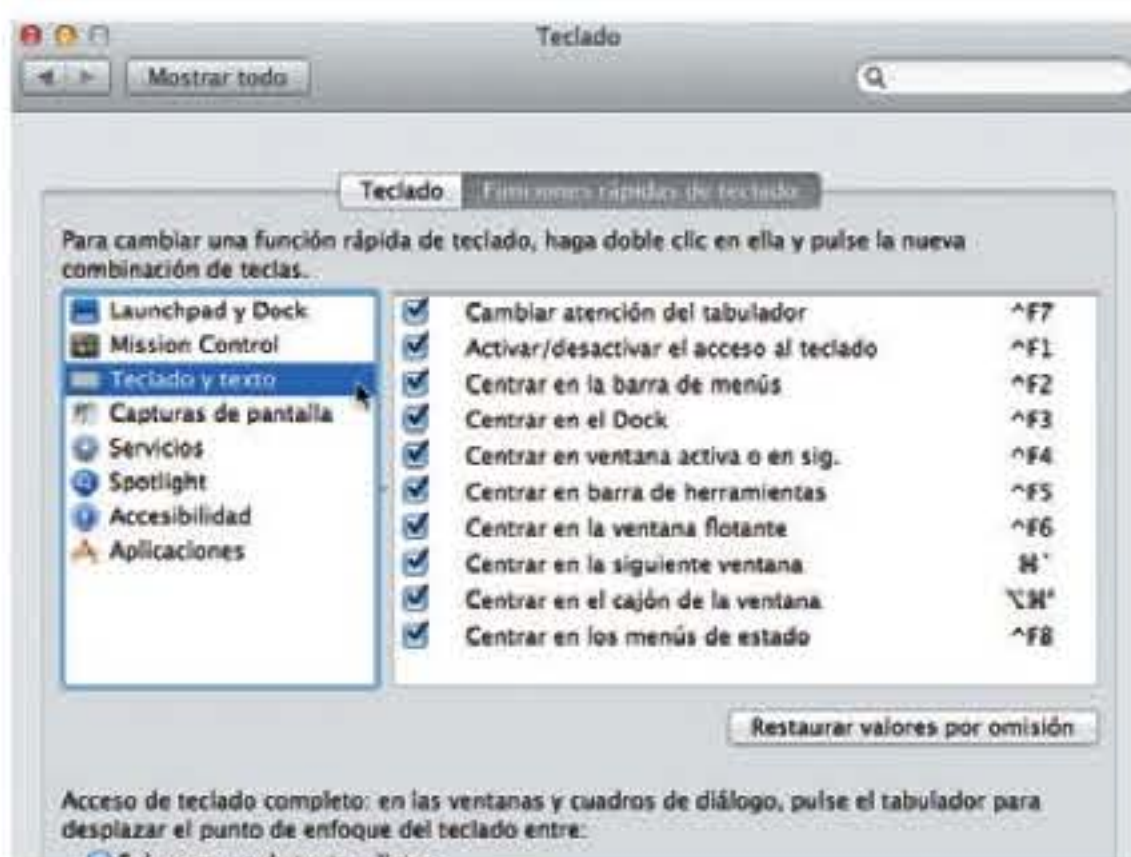 Teclado
Mostrar todo
Teclado Funciones rápidas de teclado
Para cambiar una función rápida de teclado, haga doble clic en ella y pulse la nueva
combinación de teclas.
Launchpad y Dock
Mission Control
Teclado y texto
Capturas de pantalla
Servicios
Spotlight
Accesibilidad
Aplicaciones
Cambiar atención del tabulador ^F7
Activar/desactivar el acceso al teclado ^F1
Centrar en la barra de menús ^F2
Centrar en el Dock ^F3
Centrar en ventana activa o en sig. ^F4
Centrar en barra de herramientas ^F5
Centrar en la ventana flotante ^F6
Centrar en la siguiente ventana
Centrar en el cajón de la ventana
Centrar en los menús de estado ^F8
Restaurar valores por omisión
Acceso de teclado completo: en las ventanas y cuadros de diálogo, pulse el tabulador para
desplazar el punto de enfoque del teclado entre: